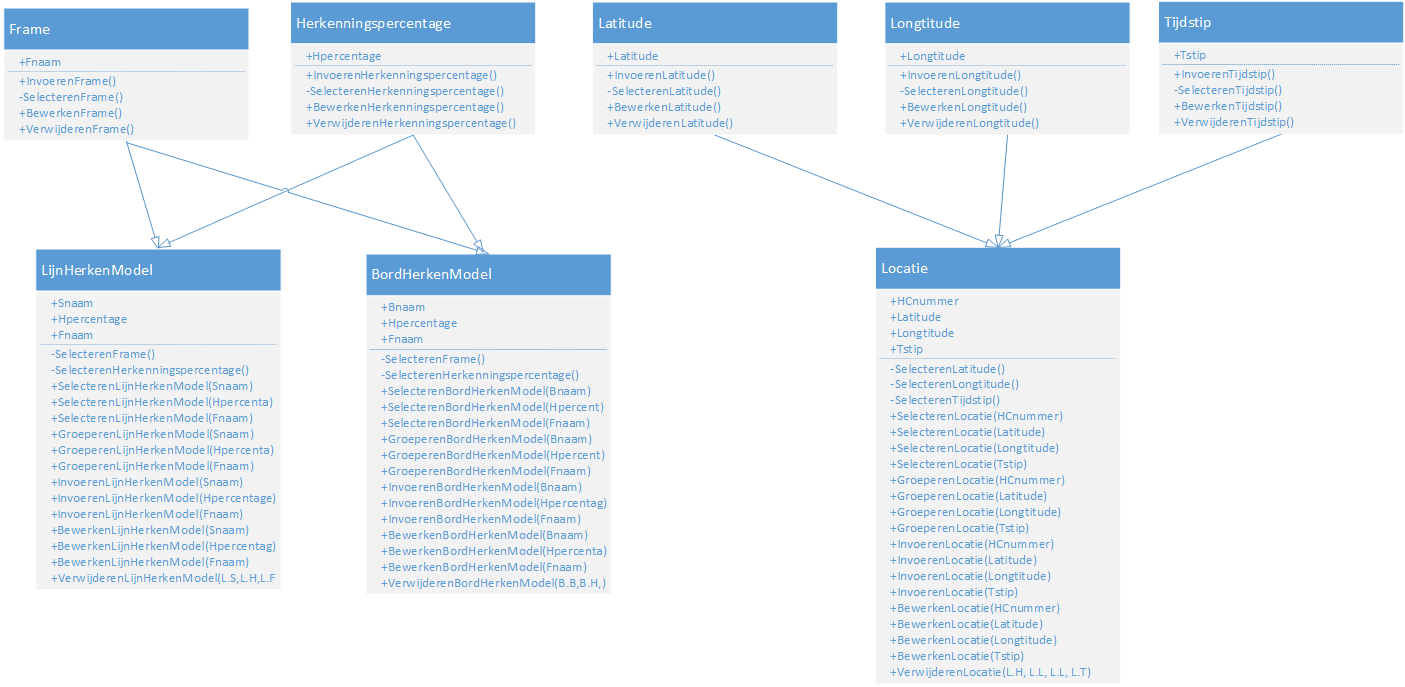 Frame
+Fnaam
+InvoerenFrame()
-SelecterenFrame()
+BewerkenFrame()
+VerwijderenFrame()
Herkenningspercentage
+Hpercentage
+InvoerenHerkenningspercentage()
-SelecterenHerkenningspercentage()
+BewerkenHerkenningspercentage()
+VerwijderenHerkenningspercentage()
Latitude
+Latitude
+InvoerenLatitude()
-SelecterenLatitude()
+BewerkenLatitude()
+VerwijderenLatitude()
Longtitude
+Longtitude
+InvoerenLongtitude()
-SelecterenLongtitude()
+BewerkenLongtitude()
+VerwijderenLongtitude()
Tijdstip
+Tstip
+InvoerenTijdstip()
-SelecterenTijdstip()
+BewerkenTijdstip()
+VerwijderenTijdstip()
LijnHerkenModel
+Snaam
+Hpercentage
+Fnaam
-SelecterenFrame()
-SelecterenHerkenningspercentage()
+SelecterenLijnHerkenModel(Snaam)
+SelecterenLijnHerkenModel(Hpercenta)
+SelecterenLijnHerkenModel(Fnaam)
+GroeperenLijnHerkenModel(Snaam)
+GroeperenLijnHerkenModel(Hpercenta)
+GroeperenLijnHerkenModel(Fnaam)
+InvoerenLijnHerkenModel(Snaam)
+InvoerenLijnHerkenModel(Hpercentage)
+InvoerenLijnHerkenModel(Fnaam)
+BewerkenLijnHerkenModel(Snaam)
+BewerkenLijnHerkenModel(Hpercentag)
+BewerkenLijnHerkenModel(Fnaam)
+VerwijderenLijnHerkenModel(L.S,L.H,L.F
BordHerkenModel
+Bnaam
+Hpercentage
+Fnaam
-SelecterenFrame()
-SelecterenHerkenningspercentage()
+SelecterenBordHerkenModel(Bnaam)
+SelecterenBordHerkenModel(Hpercent)
+SelecterenBordHerkenModel(Fnaam)
+GroeperenBordHerkenModel(Bnaam)
+GroeperenBordHerkenModel(Hpercent)
+GroeperenBordHerkenModel(Fnaam)
+InvoerenBordHerkenModel(Bnaam)
+InvoerenBordHerkenModel(Hpercentag)
+InvoerenBordHerkenModel(Fnaam)
+BewerkenBordHerkenModel(Bnaam)
+BewerkenBordHerkenModel(Hpercenta)
+BewerkenBordHerkenModel(Fnaam)
+VerwijderenBordHerkenModel(B.B,B.H,)
Locatie
+HCnummer
+Latitude
+Longtitude
+Tstip
-SelecterenLatitude()
-SelecterenLongtitude()
-SelecterenTijdstip()
+SelecterenLocatie(HCnummer)
+SelecterenLocatie(Latitude)
+SelecterenLocatie(Longtitude)
+SelecterenLocatie(Tstip)
+GroeperenLocatie(HCnummer)
+GroeperenLocatie(Latitude)
+GroeperenLocatie(Longtitude)
+GroeperenLocatie(Tstip)
+InvoerenLocatie(HCnummer)
+InvoerenLocatie(Latitude)
+InvoerenLocatie(Longtitude)
+InvoerenLocatie(Tstip)
+BewerkenLocatie(HCnummer)
+BewerkenLocatie(Latitude)
+BewerkenLocatie(Longtitude)
+BewerkenLocatie(Tstip)
+VerwijderenLocatie(L.H, L.L, L.L, L.T)